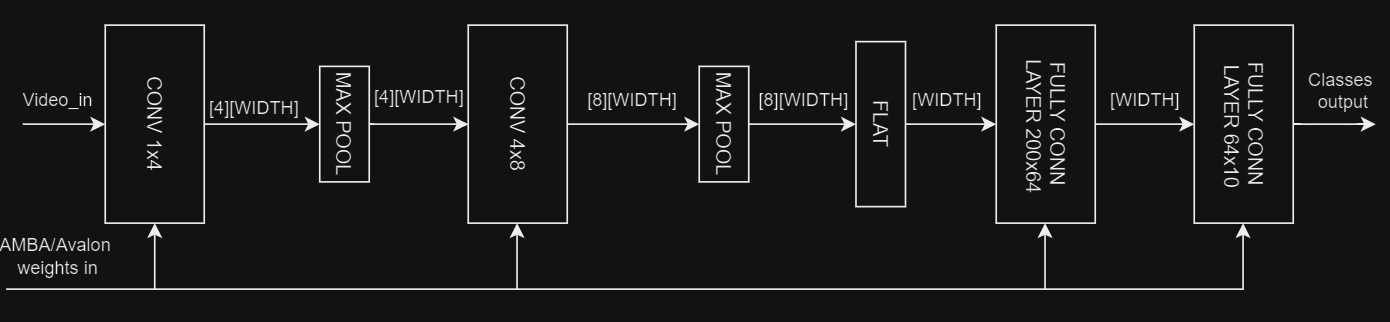 Video_in
CONV 1x4
[4][WIDTH]
MAX POOL
[4][WIDTH]
CONV 4x8
[8][WIDTH]
MAX POOL
[8][WIDTH]
FLAT
[WIDTH]
FULLY CONN
LAYER 200x64
[WIDTH]
FULLY CONN
LAYER 64x10
Classes
output
AMBA/Avalon
weights in